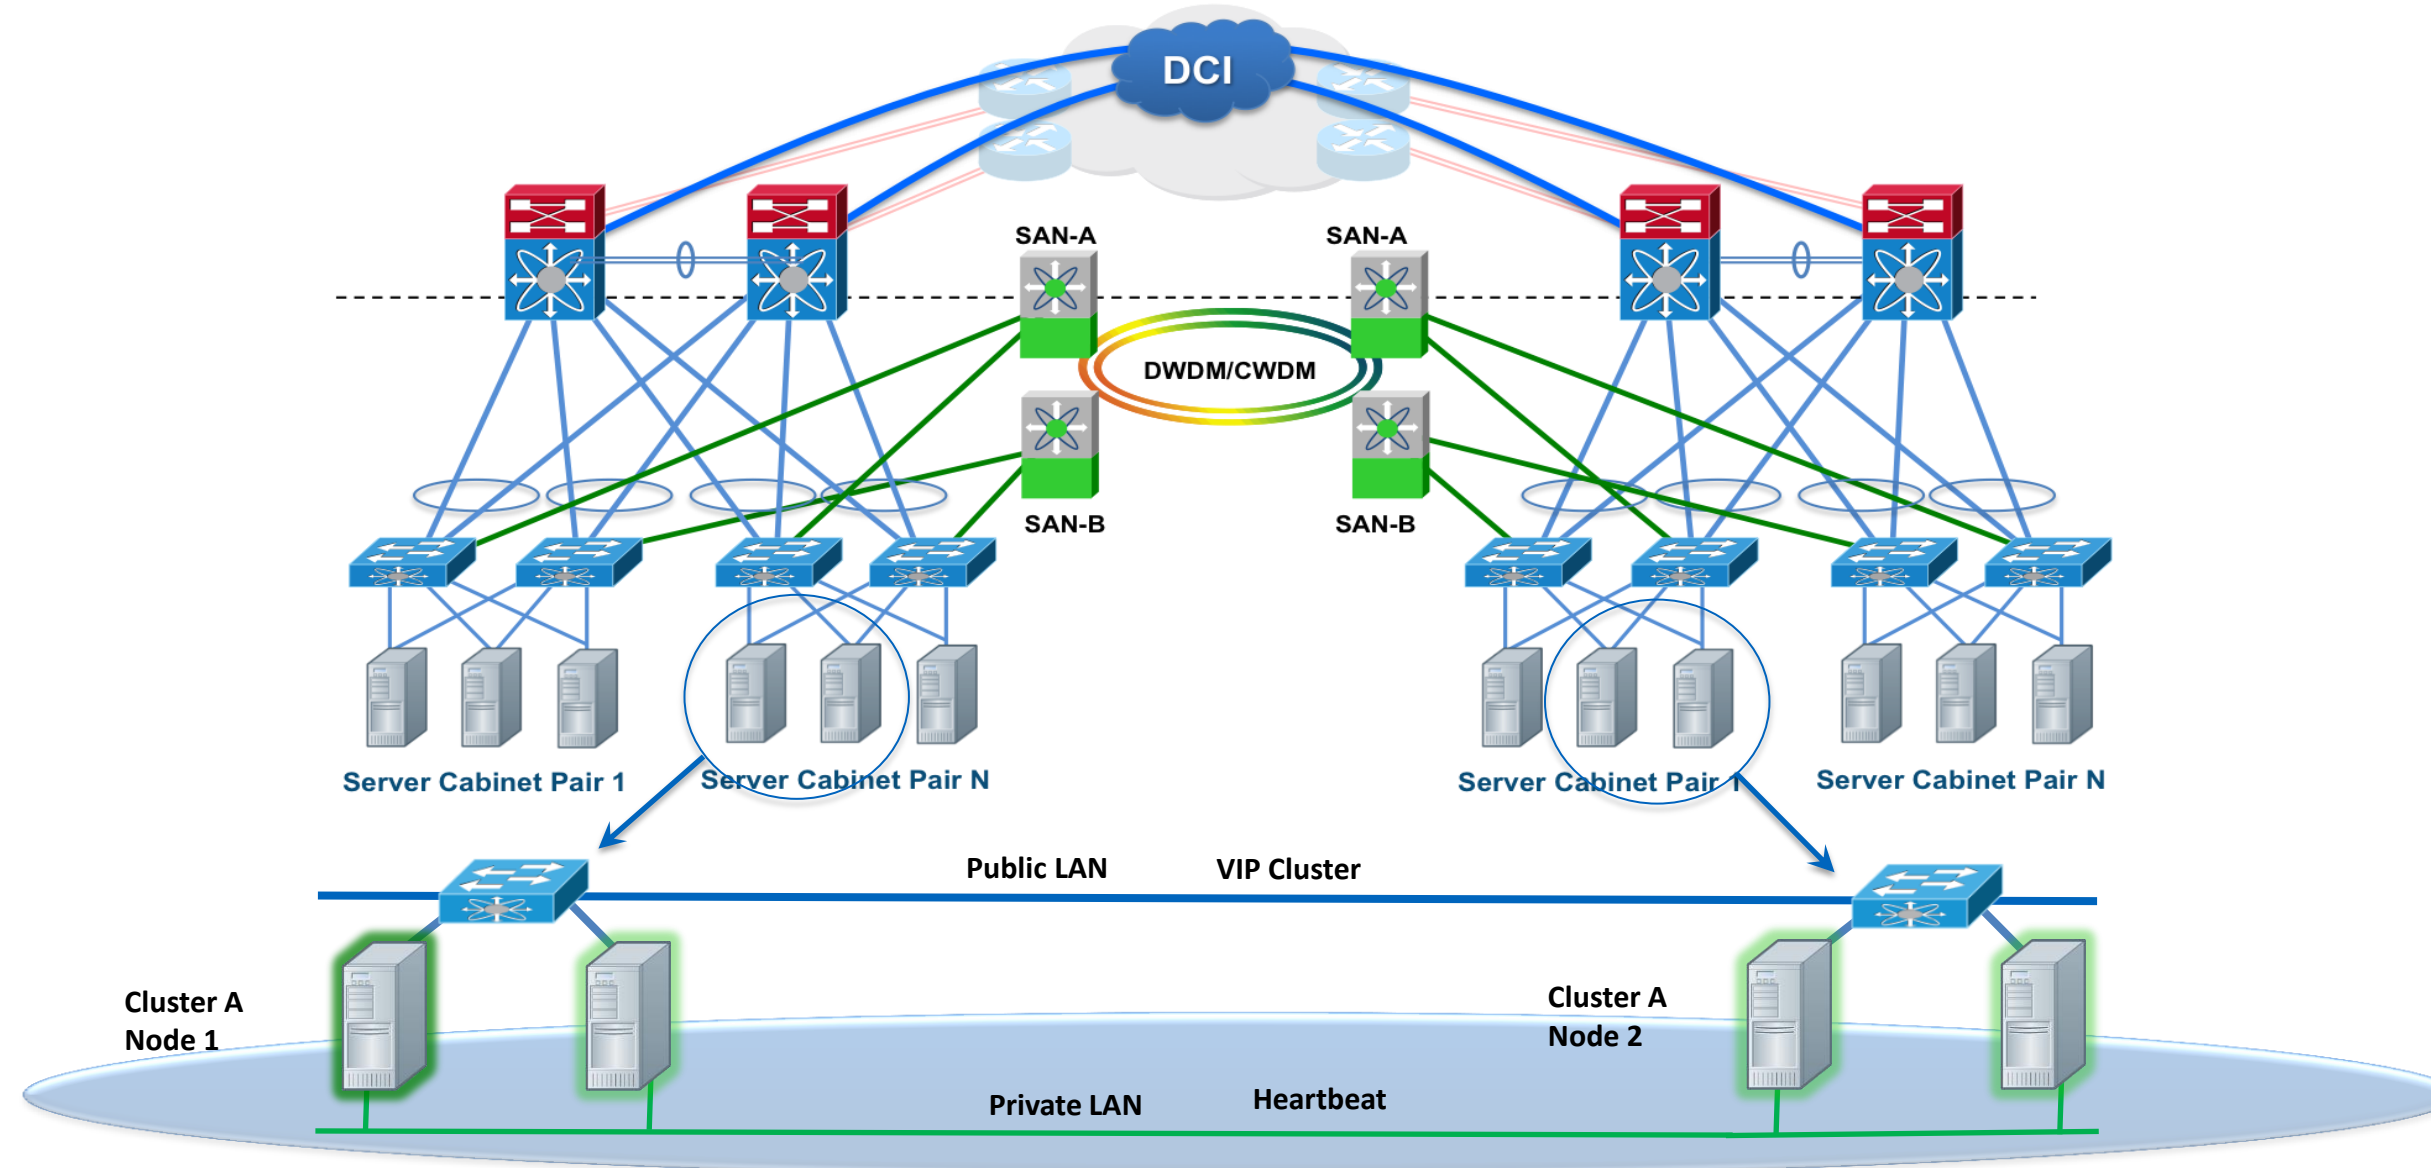 DCI
SAN-A
SAN-A
DWDM/CWDM
SAN-B
SAN-B
Server Cabinet Pair 1
Server Cabinet Pair N
Server Cabinet Pair 1
Server Cabinet Pair N
Public LAN
VIP Cluster
Cluster A
Node 1
Cluster A
Node 2
Private LAN
Heartbeat